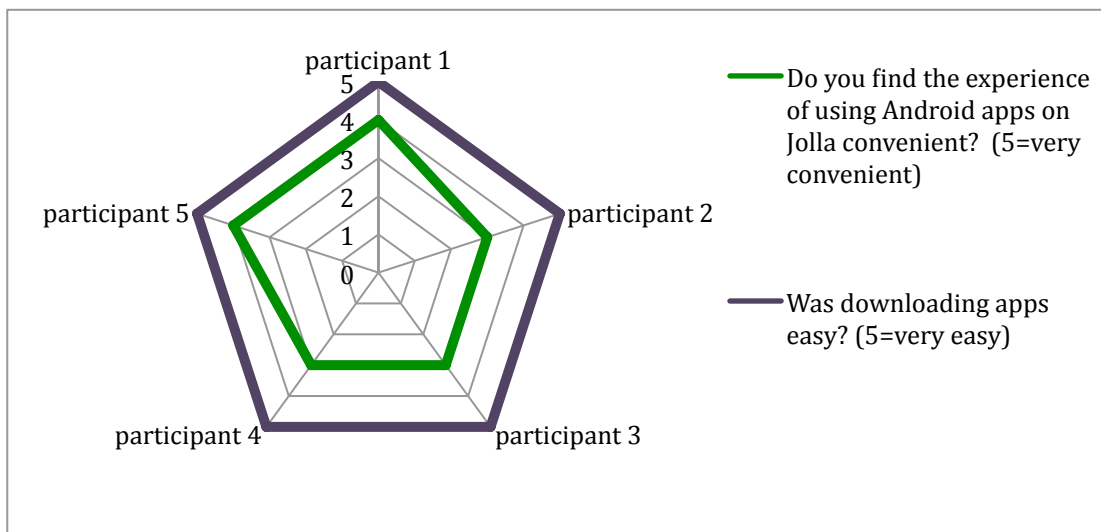 participant 1
5
4
3
2
1
0
participant 2
participant 3
participant 4
participant 5
Do you find the experience
of using Android apps on
Jolla convenient?  (5=very
convenient)
Was downloading apps
easy? (5=very easy)